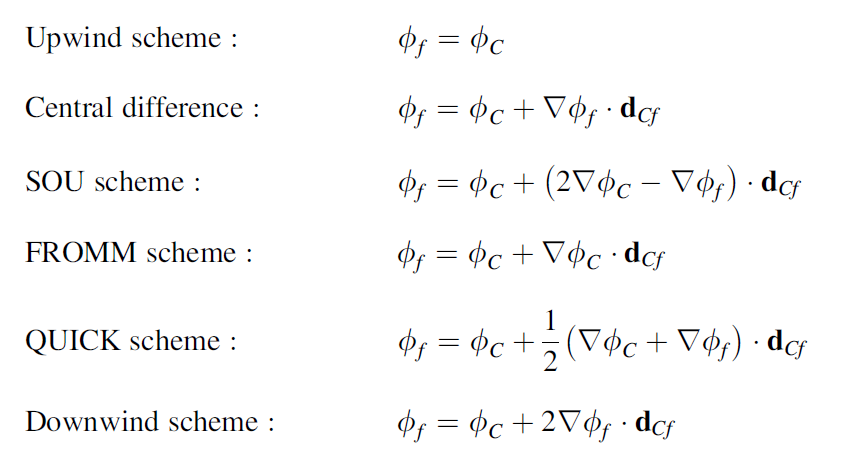 Upwind scheme : ϕ_f = ϕ_C
Central difference : ϕ_f = ϕ_C + ∇ϕ_f · d_Cf
SOU scheme : ϕ_f = ϕ_C + (2∇ϕ_C − ∇ϕ_f) · d_Cf
FROMM scheme : ϕ_f = ϕ_C + ∇ϕ_C · d_Cf
QUICK scheme : ϕ_f = ϕ_C + 1/2 (∇ϕ_C + ∇ϕ_f) · d_Cf
Downwind scheme : ϕ_f = ϕ_C + 2∇ϕ_f · d_Cf